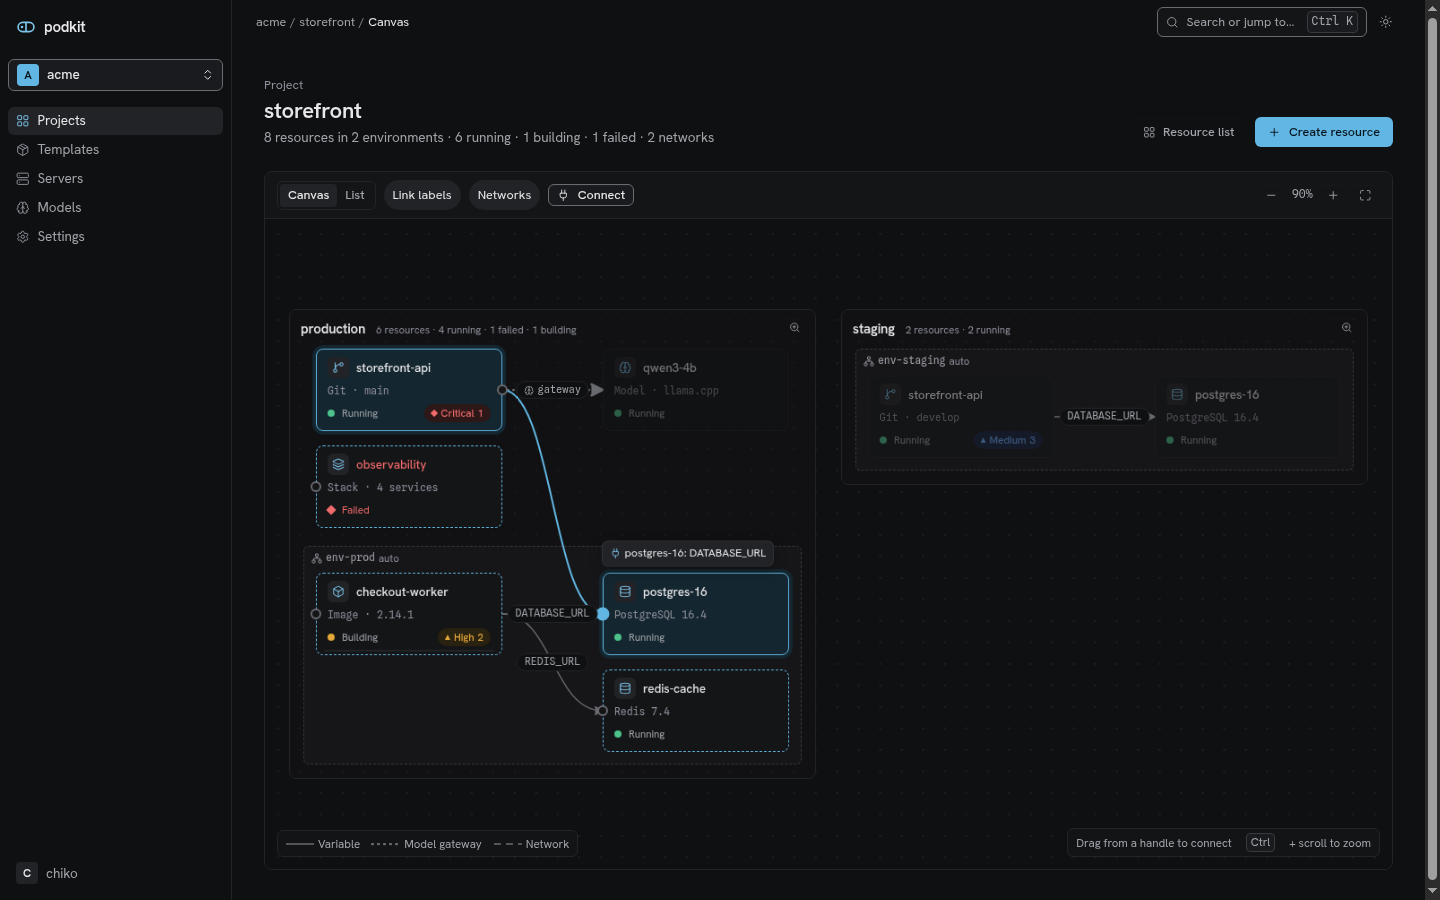 podkit
acme / storefront / Canvas
Search or jump to...
Ctrl K
A acme
Projects
Templates
Servers
Models
Settings
Project
storefront
8 resources in 2 environments · 6 running · 1 building · 1 failed · 2 networks
Resource list
+ Create resource
Canvas
List
Link labels
Networks
Connect
− 90% +
production 6 resources · 4 running · 1 failed · 1 building
storefront-api
Git · main
Running
Critical 1
gateway
qwen3-4b
Model · llama.cpp
Running
observability
Stack · 4 services
Failed
env-prod auto
checkout-worker
Image · 2.14.1
Building
High 2
DATABASE_URL
REDIS_URL
postgres-16: DATABASE_URL
postgres-16
PostgreSQL 16.4
Running
redis-cache
Redis 7.4
Running
staging 2 resources · 2 running
env-staging auto
storefront-api
Git · develop
Running
Medium 3
DATABASE_URL
postgres-16
PostgreSQL 16.4
Running
Variable
Model gateway
Network
Drag from a handle to connect
Ctrl + scroll to zoom
C chiko